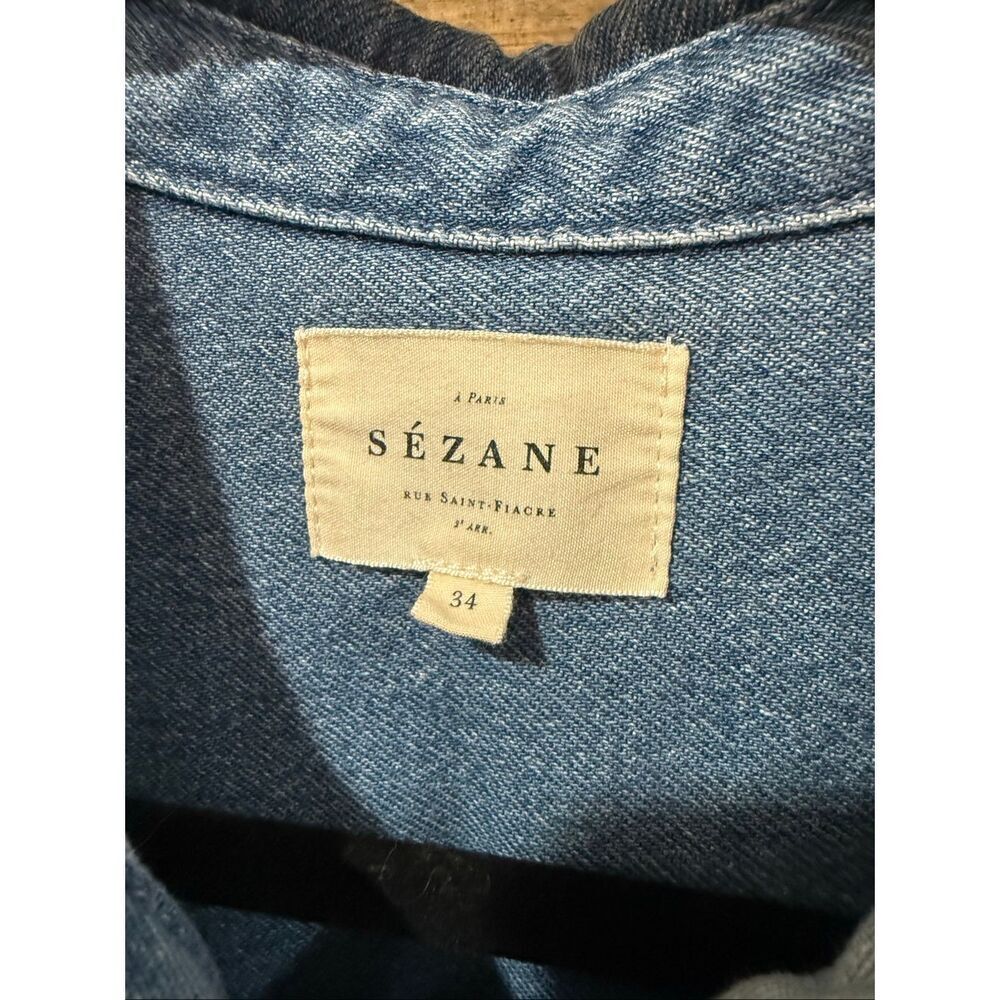 À PARIS
SÉZANE
RUE SAINT-FIACRE
2ᵉ ARR.
34